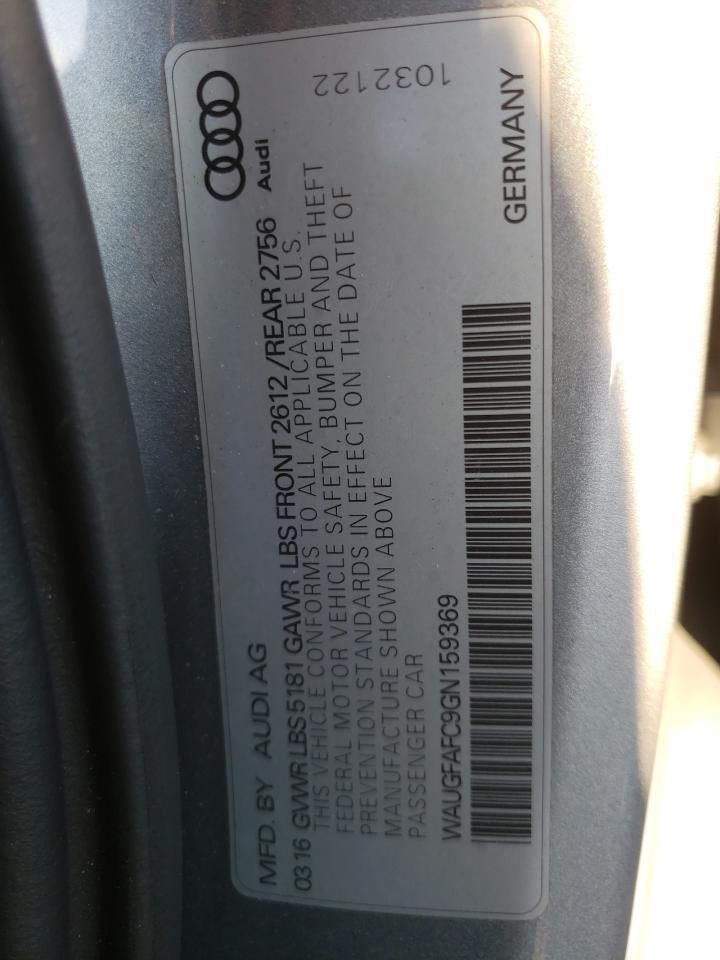 MFD. BY AUDI AG
Audi
03 16 GVWR LBS 5181 GAWR LBS FRONT 2612 /REAR 2756
THIS VEHICLE CONFORMS TO ALL APPLICABLE U.S.
FEDERAL MOTOR VEHICLE SAFETY, BUMPER AND THEFT
PREVENTION STANDARDS IN EFFECT ON THE DATE OF
MANUFACTURE SHOWN ABOVE
PASSENGER CAR
1032122
WAUGFAFC9GN159369
GERMANY